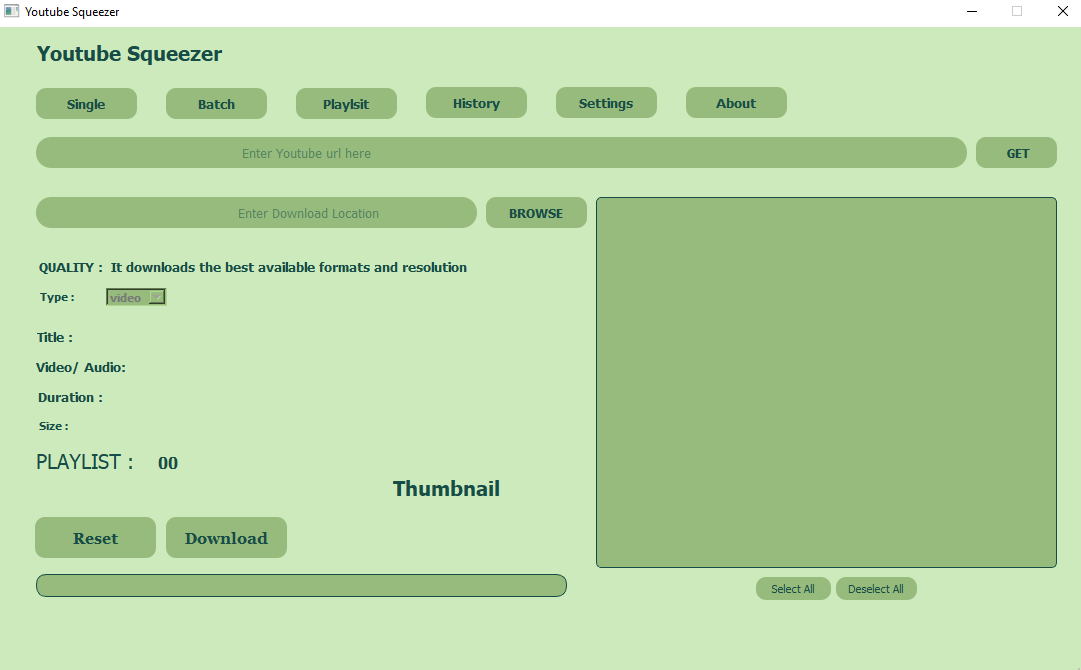 Youtube Squeezer
Youtube Squeezer
Single Batch Playlsit History Settings About
Enter Youtube url here GET
Enter Download Location BROWSE
QUALITY : It downloads the best available formats and resolution
Type : video
Title :
Video/ Audio:
Duration :
Size :
PLAYLIST : 00
Thumbnail
Reset Download
Select All Deselect All